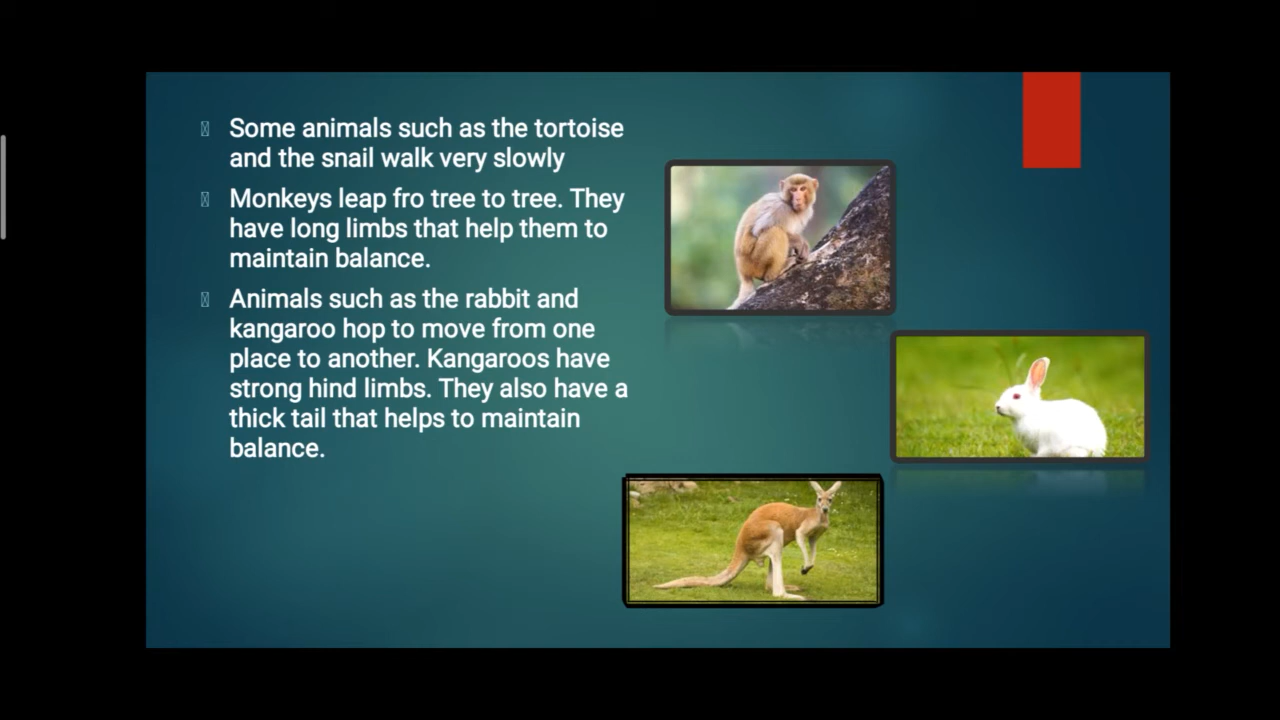 Some animals such as the tortoise
and the snail walk very slowly
Monkeys leap fro tree to tree. They
have long limbs that help them to
maintain balance.
Animals such as the rabbit and
kangaroo hop to move from one
place to another. Kangaroos have
strong hind limbs. They also have a
thick tail that helps to maintain
balance.